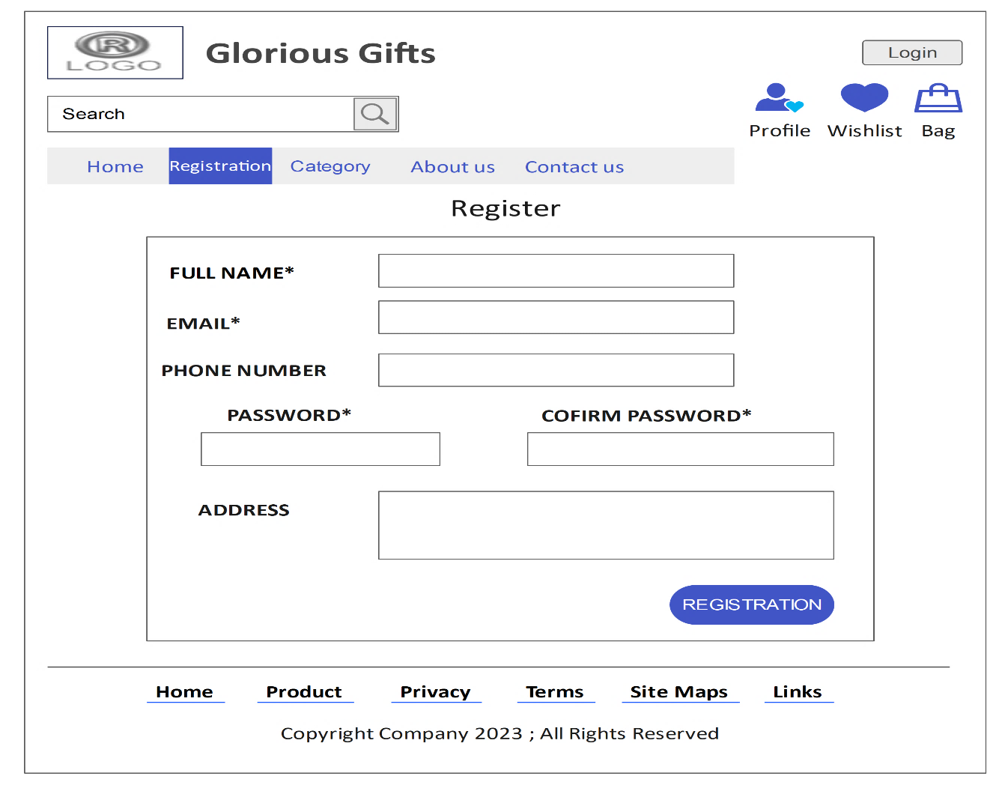 R
LOGO
Glorious Gifts
Login
Search
Profile Wishlist Bag
Home Registration Category About us Contact us
Register
FULL NAME*
EMAIL*
PHONE NUMBER
PASSWORD* COFIRM PASSWORD*
ADDRESS
REGISTRATION
Home Product Privacy Terms Site Maps Links
Copyright Company 2023 ; All Rights Reserved